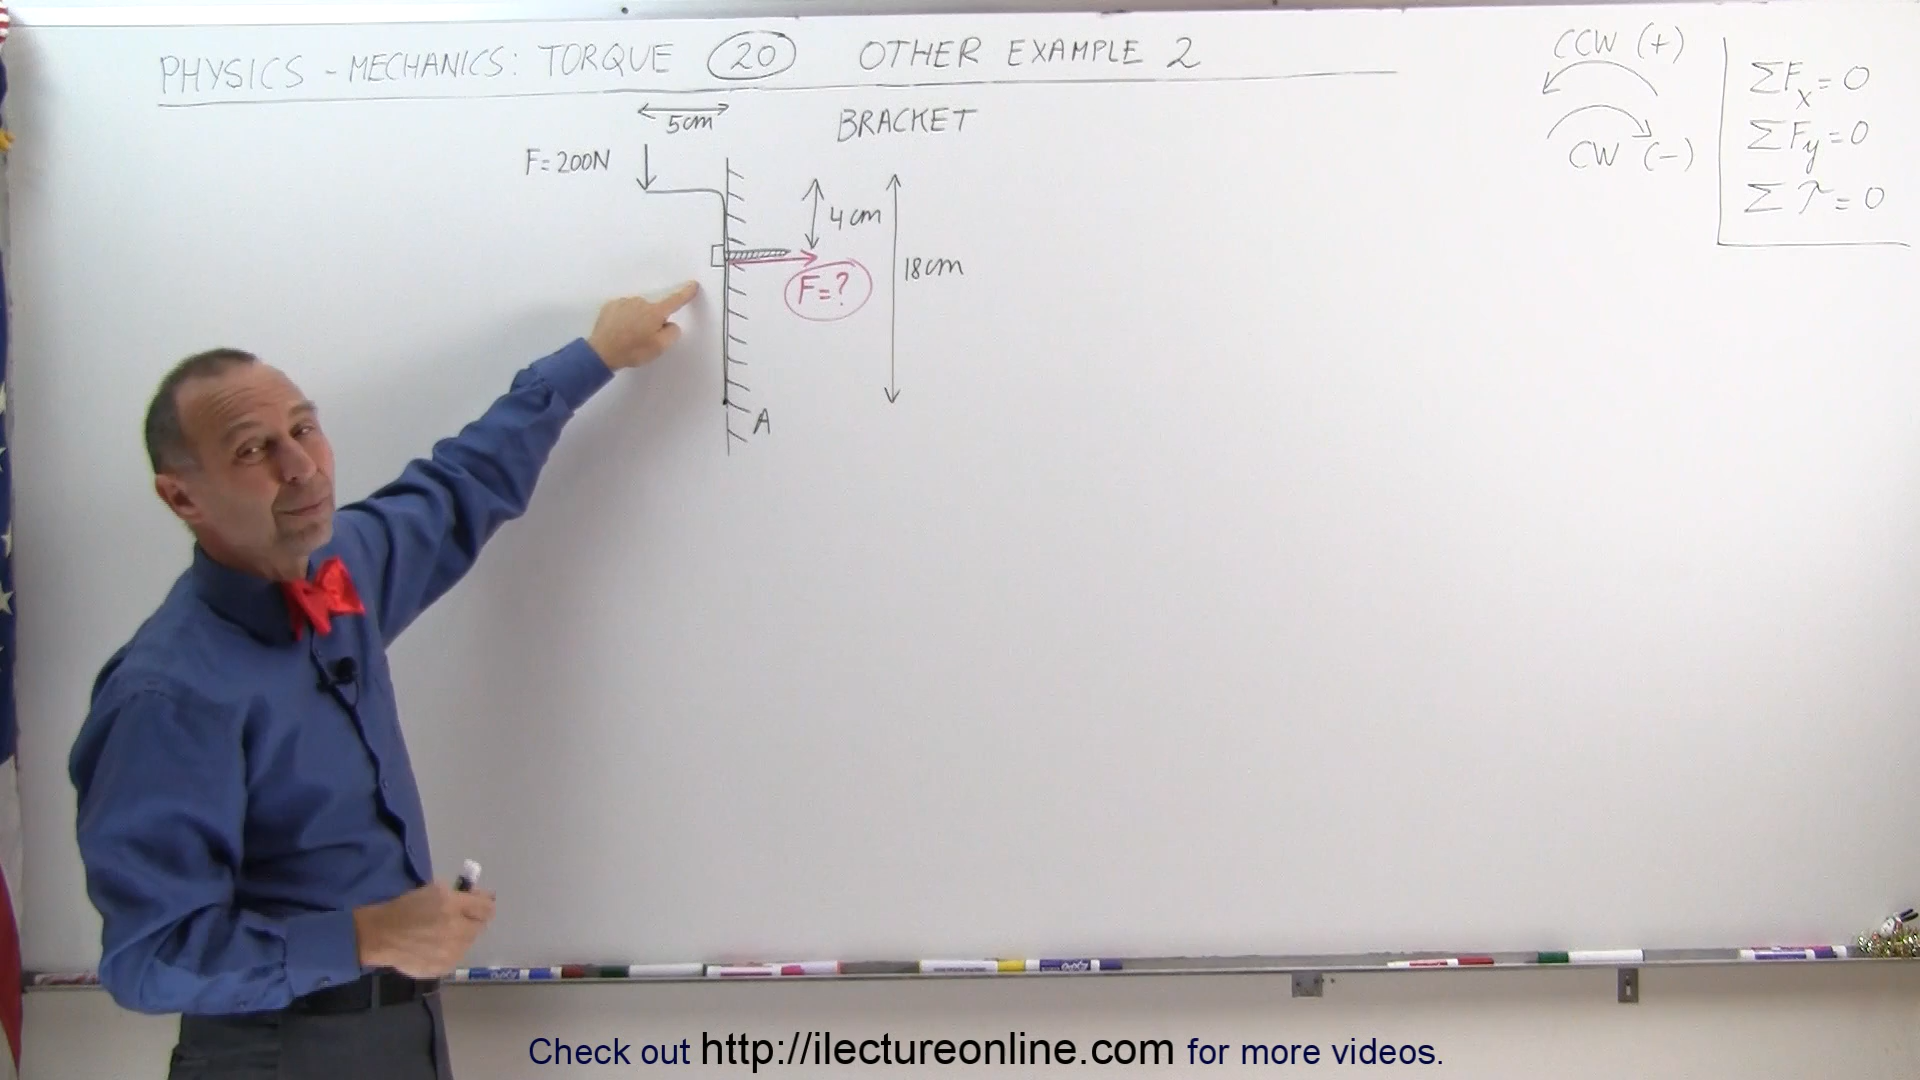 PHYSICS - MECHANICS: TORQUE 20 OTHER EXAMPLE 2
5cm
BRACKET
F=200N
4cm
18cm
F=?
A
CCW (+)
CW (-)
ΣFx=0
ΣFy=0
Στ=0
Check out http://ilectureonline.com for more videos.